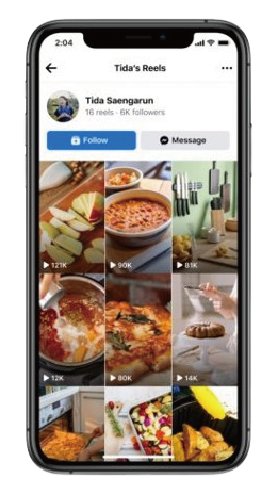 2:04
Tida's Reels
Tida Saengarun
16 reels · 6K followers
Follow
Message
121K
90K
81K
12K
80K
14K